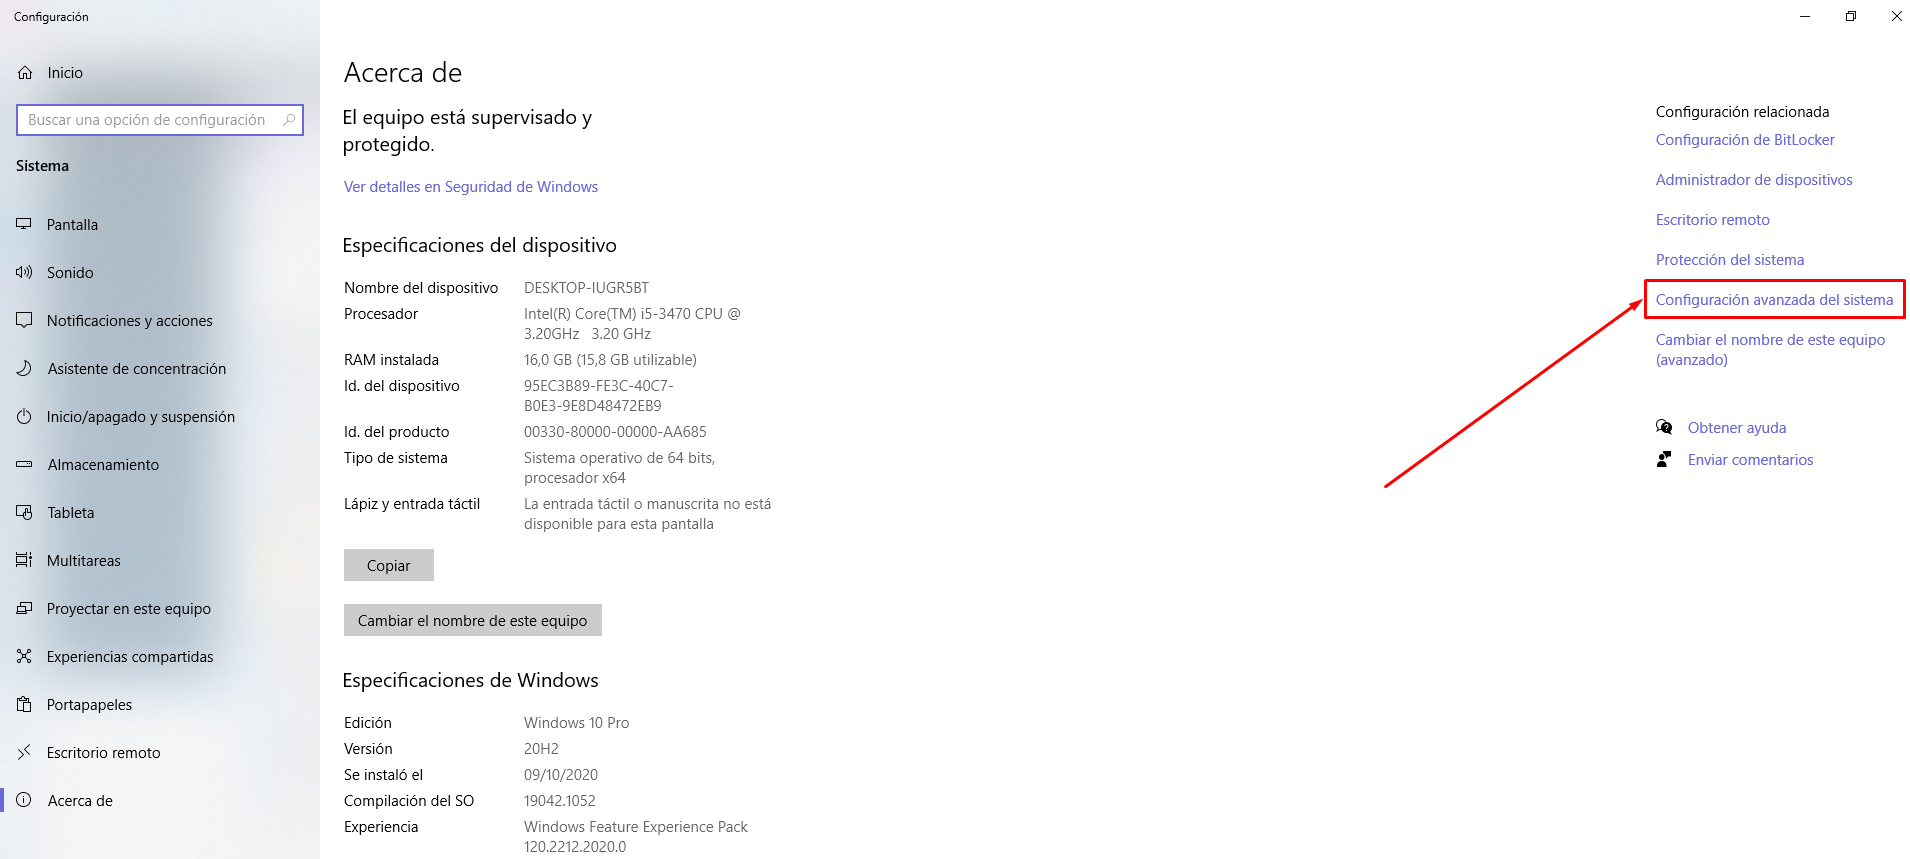 Configuración
Inicio
Buscar una opción de configuración
Sistema
Pantalla
Sonido
Notificaciones y acciones
Asistente de concentración
Inicio/apagado y suspensión
Almacenamiento
Tableta
Multitareas
Proyectar en este equipo
Experiencias compartidas
Portapapeles
Escritorio remoto
Acerca de
Acerca de
El equipo está supervisado y
protegido.
Ver detalles en Seguridad de Windows
Especificaciones del dispositivo
Nombre del dispositivo DESKTOP-IUGR5BT
Procesador Intel(R) Core(TM) i5-3470 CPU @
3.20GHz 3.20 GHz
RAM instalada 16,0 GB (15,8 GB utilizable)
Id. del dispositivo 95EC3B89-FE3C-40C7-
B0E3-9E8D48472EB9
Id. del producto 00330-80000-00000-AA685
Tipo de sistema Sistema operativo de 64 bits,
procesador x64
Lápiz y entrada táctil La entrada táctil o manuscrita no está
disponible para esta pantalla
Copiar
Cambiar el nombre de este equipo
Especificaciones de Windows
Edición Windows 10 Pro
Versión 20H2
Se instaló el 09/10/2020
Compilación del SO 19042.1052
Experiencia Windows Feature Experience Pack
120.2212.2020.0
Configuración relacionada
Configuración de BitLocker
Administrador de dispositivos
Escritorio remoto
Protección del sistema
Configuración avanzada del sistema
Cambiar el nombre de este equipo
(avanzado)
Obtener ayuda
Enviar comentarios